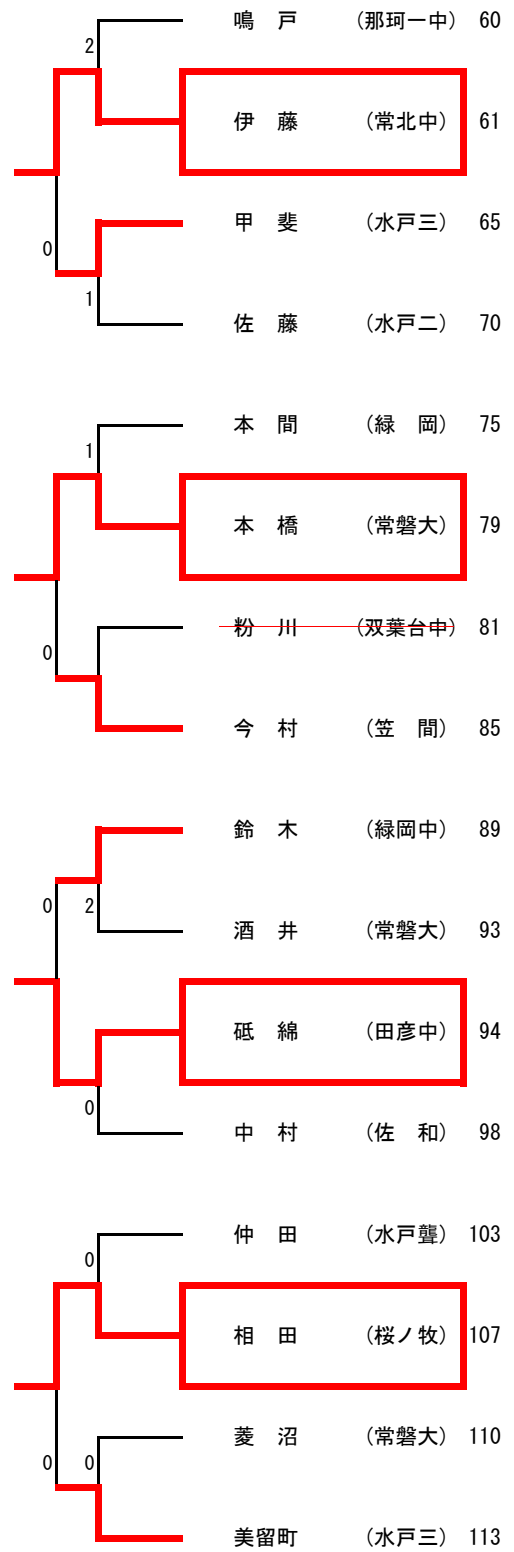 鳴　戸　（那珂一中）　60
2
伊　藤　（常北中）　61
甲　斐　（水戸三）　65
0
1
佐　藤　（水戸二）　70
本　間　（緑　岡）　75
1
本　橋　（常磐大）　79
粉　川　（双葉台中）　81
0
今　村　（笠　間）　85
鈴　木　（緑岡中）　89
0　2
酒　井　（常磐大）　93
砥　綿　（田彦中）　94
0
中　村　（佐　和）　98
仲　田　（水戸聾）　103
0
相　田　（桜ノ牧）　107
菱　沼　（常磐大）　110
0　0
美留町　（水戸三）　113